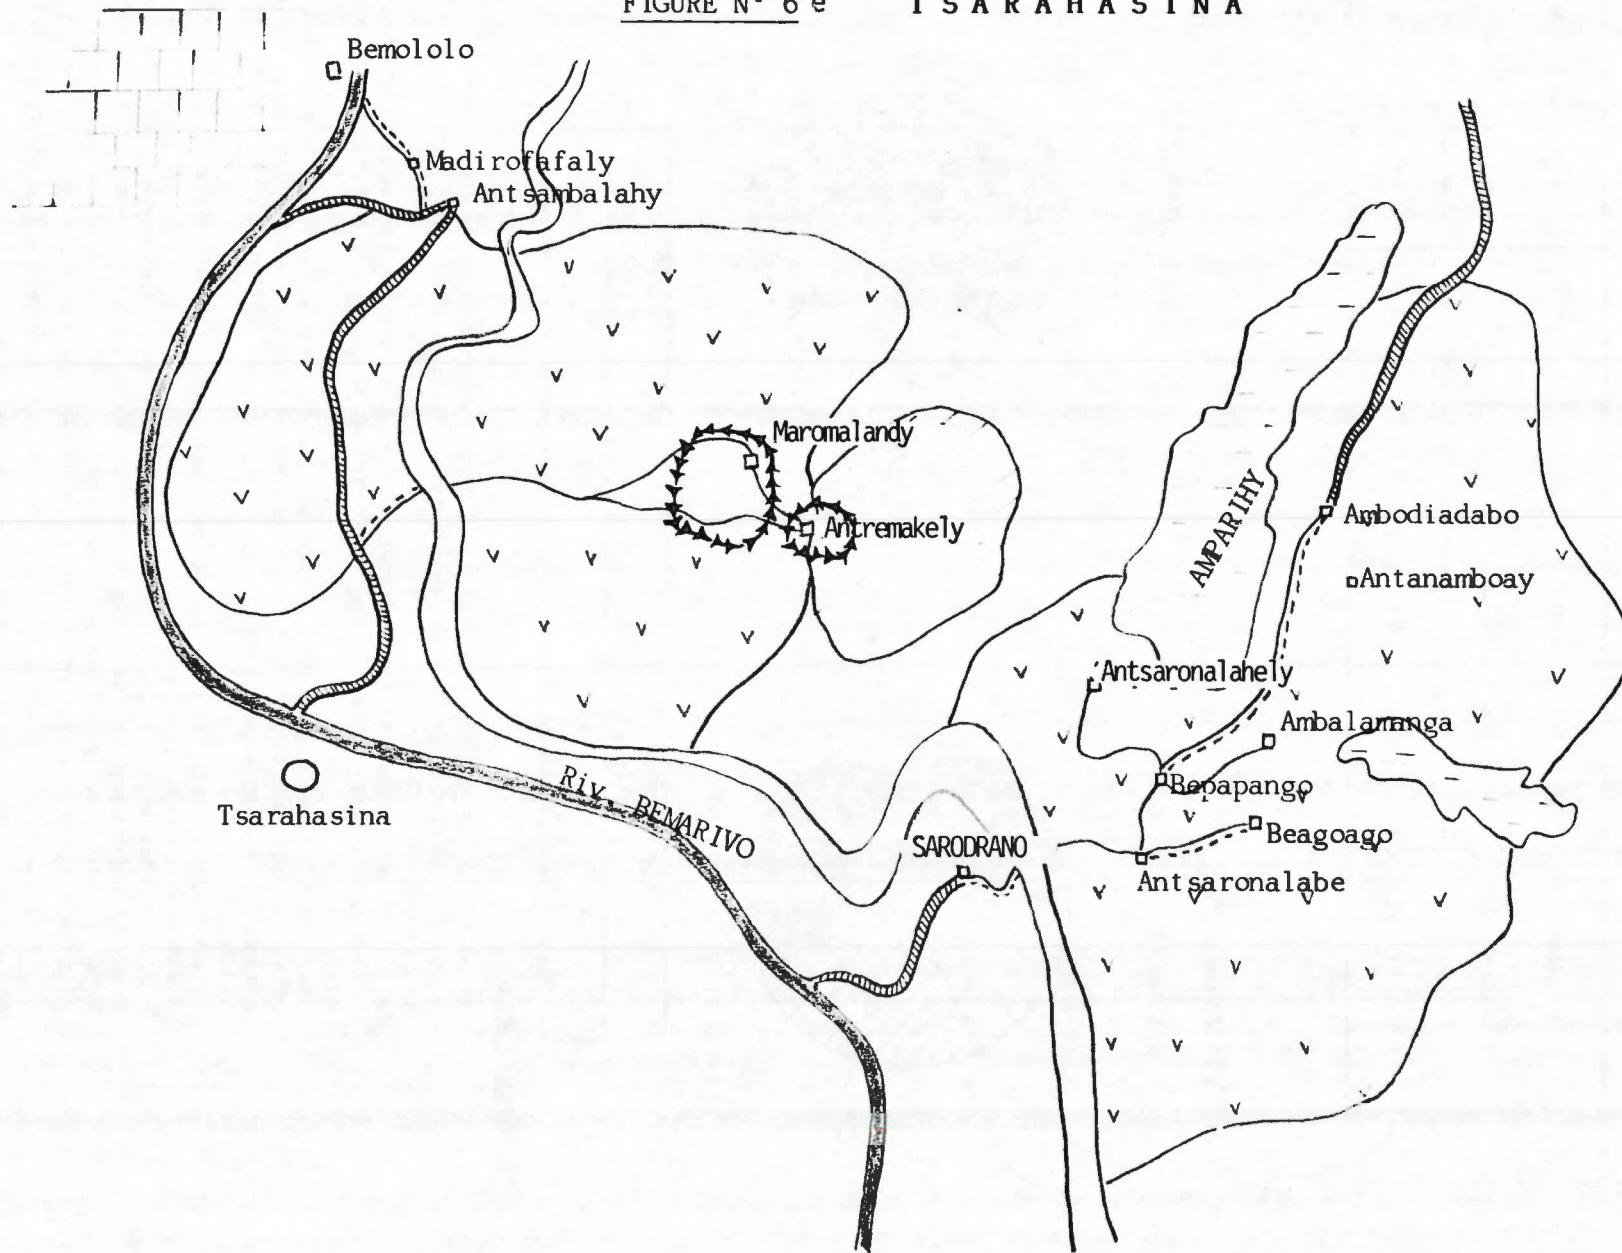 FIGURE N° 6 e T S A R A H A S I N A
Bemololo
Madirofafaly
Antsambalahy
Maromalandy
Antremakely
AMPARIHY
Ambodiadabo
Antanamboay
Antsaronalahely
Ambalamanga
Bepapango
Riv. BEMARIVO
Tsarahasina
SARODRANO
Beagoago
Antsaronalabe